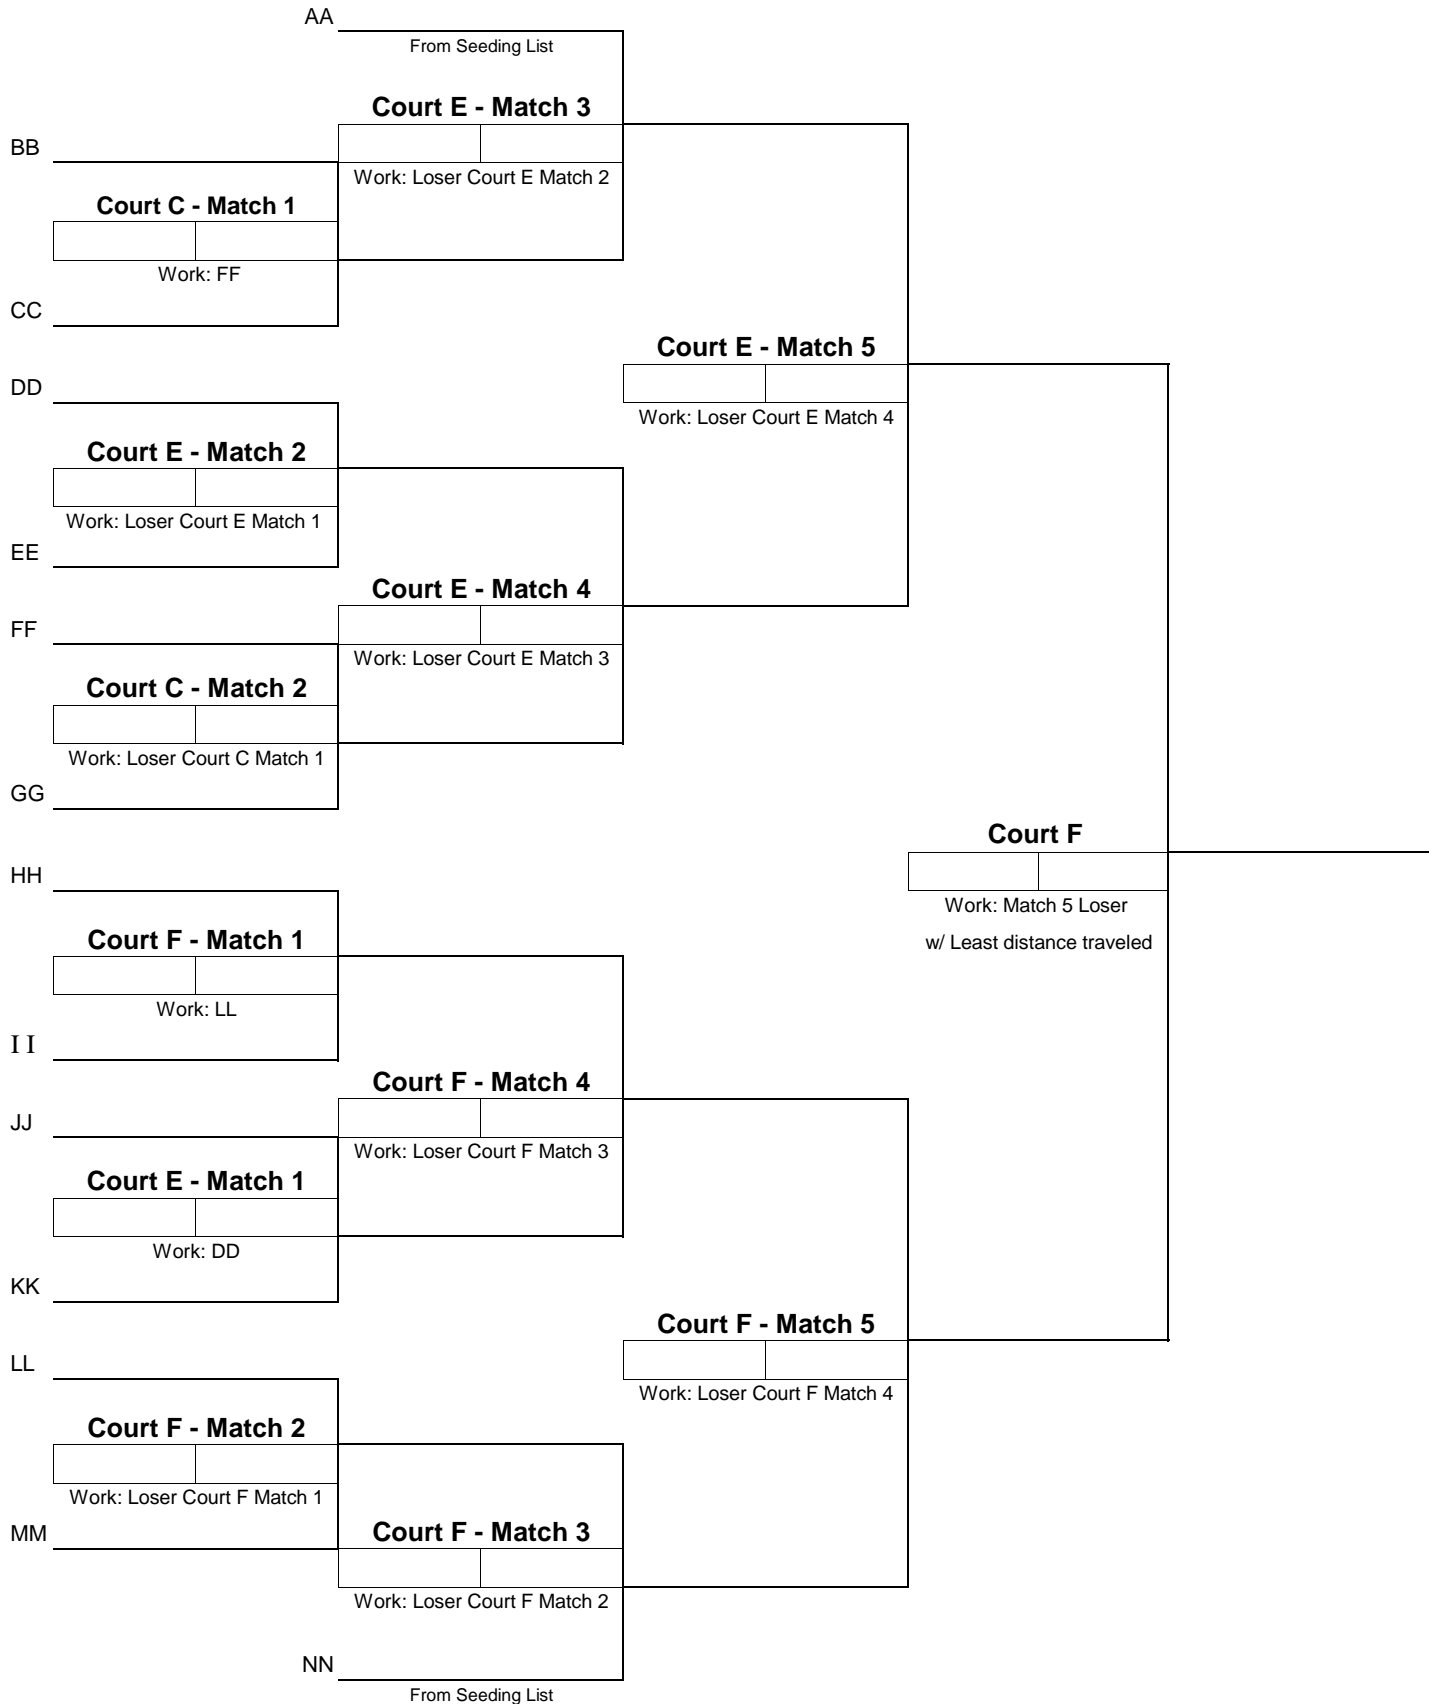 AA
From Seeding List
Court E - Match 3
BB
Work: Loser Court E Match 2
Court C - Match 1
Work: FF
CC
Court E - Match 5
DD
Work: Loser Court E Match 4
Court E - Match 2
Work: Loser Court E Match 1
EE
Court E - Match 4
FF
Work: Loser Court E Match 3
Court C - Match 2
Work: Loser Court C Match 1
GG
Court F
HH
Work: Match 5 Loser
w/ Least distance traveled
Court F - Match 1
Work: LL
I I
Court F - Match 4
JJ
Work: Loser Court F Match 3
Court E - Match 1
Work: DD
KK
Court F - Match 5
LL
Work: Loser Court F Match 4
Court F - Match 2
Work: Loser Court F Match 1
MM
Court F - Match 3
Work: Loser Court F Match 2
NN
From Seeding List